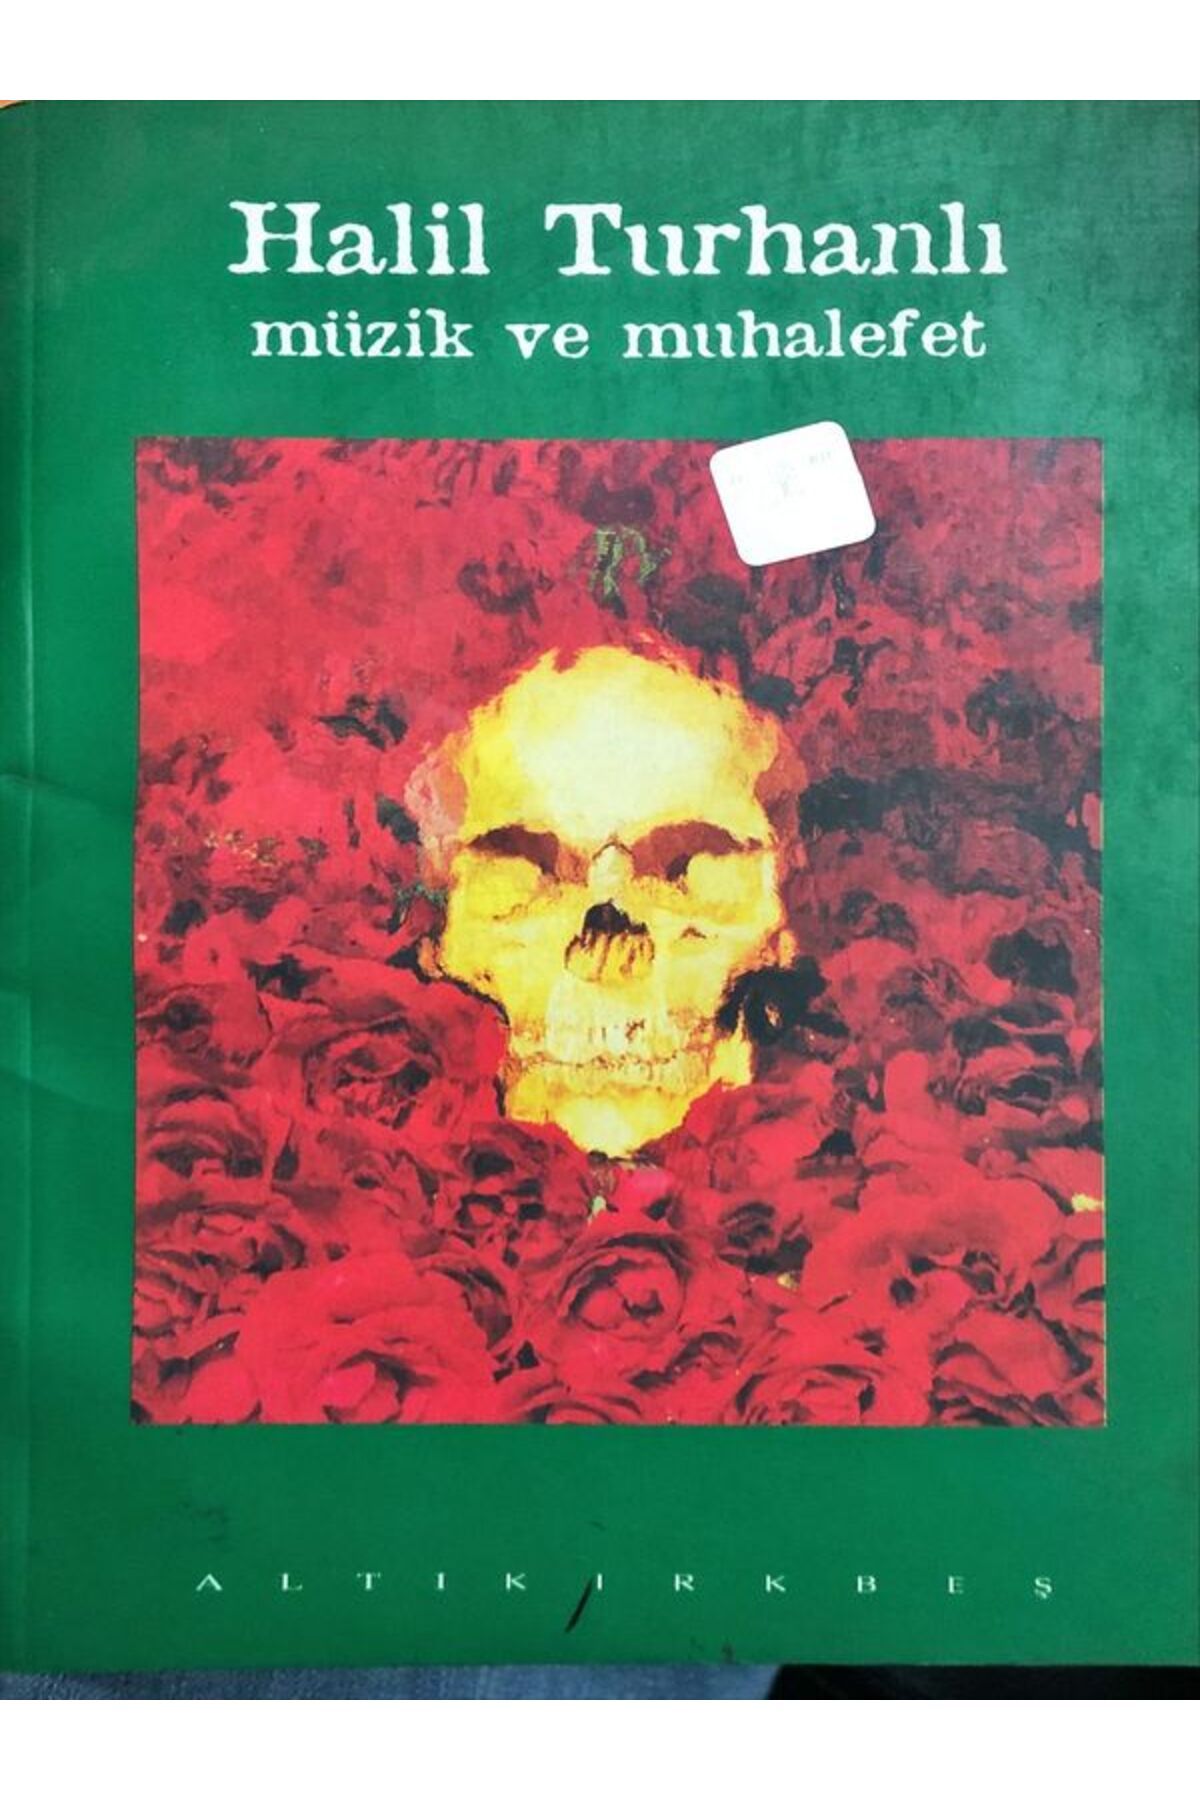 Halil Turhanlı
müzik ve muhalefet
ALTIKIRKBEŞ